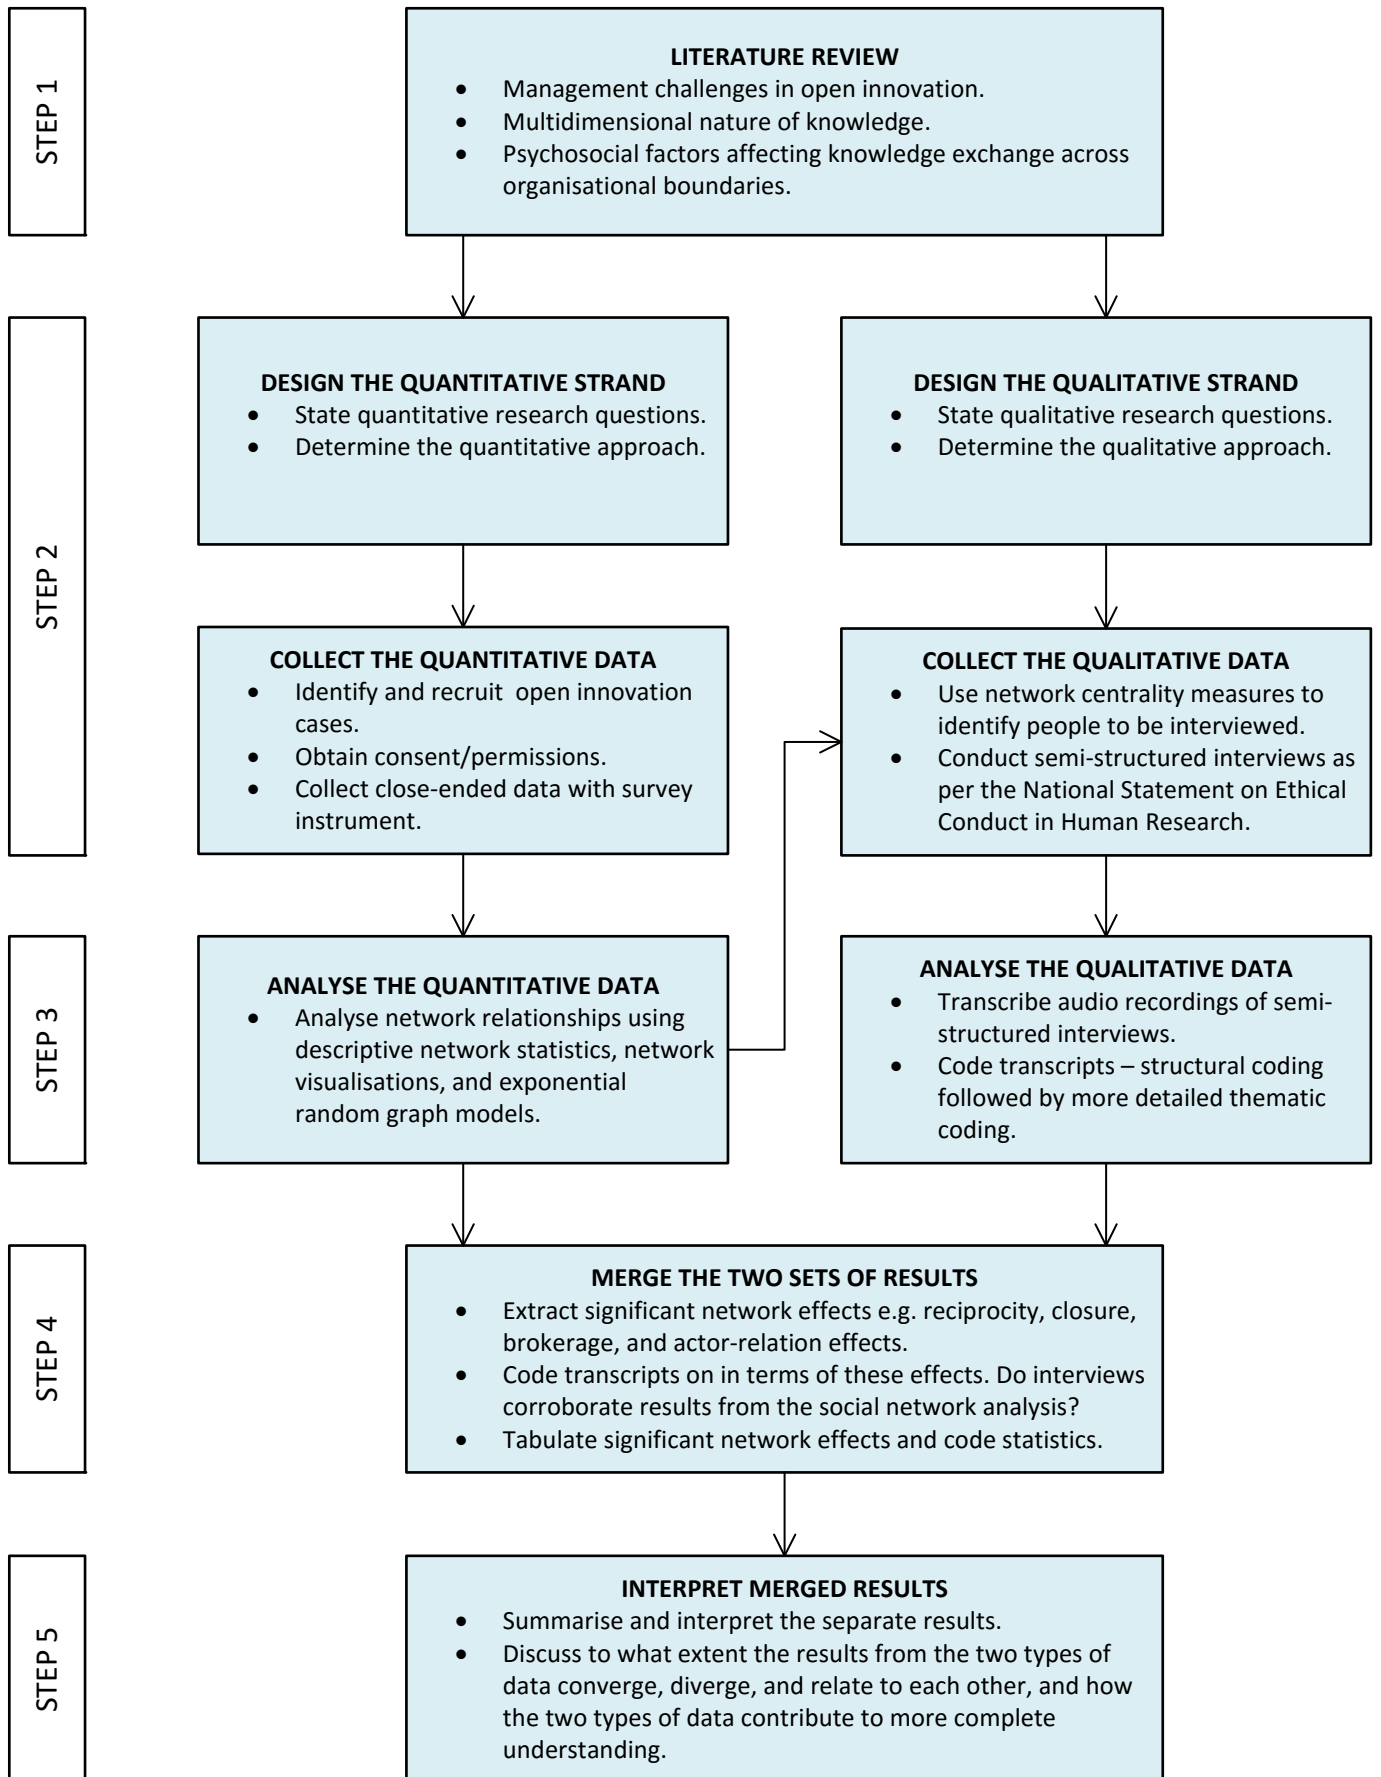 STEP 1
LITERATURE REVIEW
• Management challenges in open innovation.
• Multidimensional nature of knowledge.
• Psychosocial factors affecting knowledge exchange across
organisational boundaries.
STEP 2
DESIGN THE QUANTITATIVE STRAND
• State quantitative research questions.
• Determine the quantitative approach.
DESIGN THE QUALITATIVE STRAND
• State qualitative research questions.
• Determine the qualitative approach.
COLLECT THE QUANTITATIVE DATA
• Identify and recruit  open innovation
cases.
• Obtain consent/permissions.
• Collect close-ended data with survey
instrument.
COLLECT THE QUALITATIVE DATA
• Use network centrality measures to
identify people to be interviewed.
• Conduct semi-structured interviews as
per the National Statement on Ethical
Conduct in Human Research.
STEP 3
ANALYSE THE QUANTITATIVE DATA
• Analyse network relationships using
descriptive network statistics, network
visualisations, and exponential
random graph models.
ANALYSE THE QUALITATIVE DATA
• Transcribe audio recordings of semi-
structured interviews.
• Code transcripts – structural coding
followed by more detailed thematic
coding.
STEP 4
MERGE THE TWO SETS OF RESULTS
• Extract significant network effects e.g. reciprocity, closure,
brokerage, and actor-relation effects.
• Code transcripts on in terms of these effects. Do interviews
corroborate results from the social network analysis?
• Tabulate significant network effects and code statistics.
STEP 5
INTERPRET MERGED RESULTS
• Summarise and interpret the separate results.
• Discuss to what extent the results from the two types of
data converge, diverge, and relate to each other, and how
the two types of data contribute to more complete
understanding.